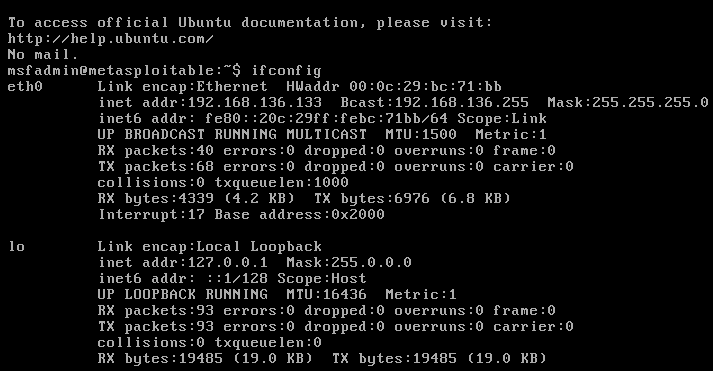 To access official Ubuntu documentation, please visit:
http://help.ubuntu.com/
No mail.
msfadmin@metasploitable:~$ ifconfig
eth0      Link encap:Ethernet  HWaddr 00:0c:29:bc:71:bb
          inet addr:192.168.136.133  Bcast:192.168.136.255  Mask:255.255.255.0
          inet6 addr: fe80::20c:29ff:febc:71bb/64 Scope:Link
          UP BROADCAST RUNNING MULTICAST  MTU:1500  Metric:1
          RX packets:40 errors:0 dropped:0 overruns:0 frame:0
          TX packets:68 errors:0 dropped:0 overruns:0 carrier:0
          collisions:0 txqueuelen:1000
          RX bytes:4339 (4.2 KB)  TX bytes:6976 (6.8 KB)
          Interrupt:17 Base address:0x2000

lo        Link encap:Local Loopback
          inet addr:127.0.0.1  Mask:255.0.0.0
          inet6 addr: ::1/128 Scope:Host
          UP LOOPBACK RUNNING  MTU:16436  Metric:1
          RX packets:93 errors:0 dropped:0 overruns:0 frame:0
          TX packets:93 errors:0 dropped:0 overruns:0 carrier:0
          collisions:0 txqueuelen:0
          RX bytes:19485 (19.0 KB)  TX bytes:19485 (19.0 KB)